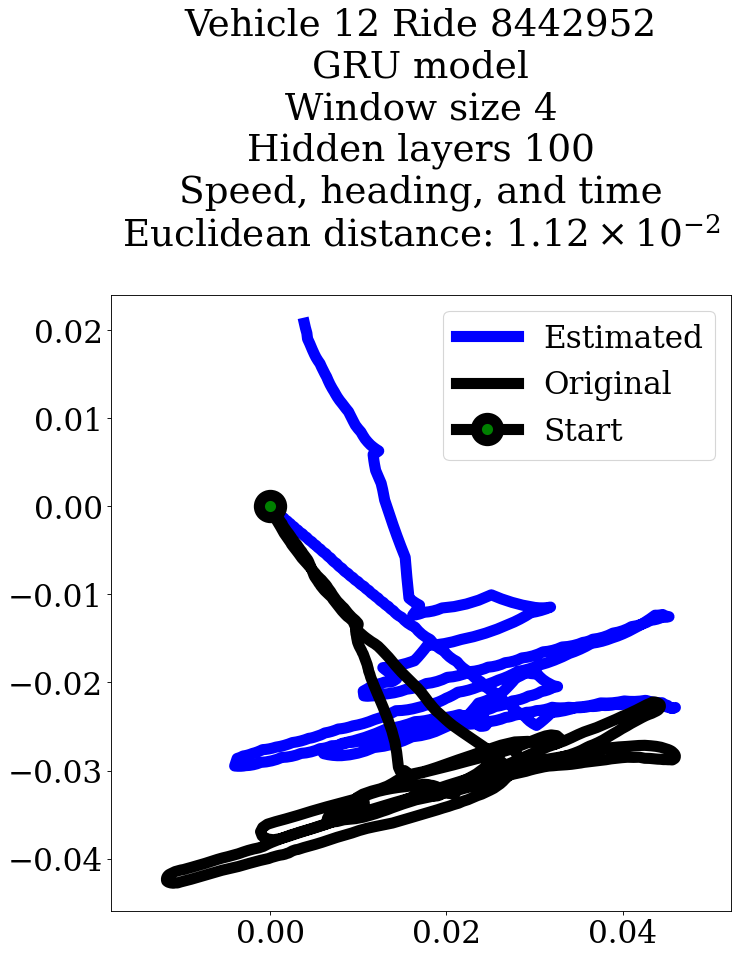 Vehicle 12 Ride 8442952
GRU model
Window size 4
Hidden layers 100
Speed, heading, and time
Euclidean distance: 1.12 × 10⁻²
Estimated
Original
Start
0.02
0.01
0.00
−0.01
−0.02
−0.03
−0.04
0.00 0.02 0.04